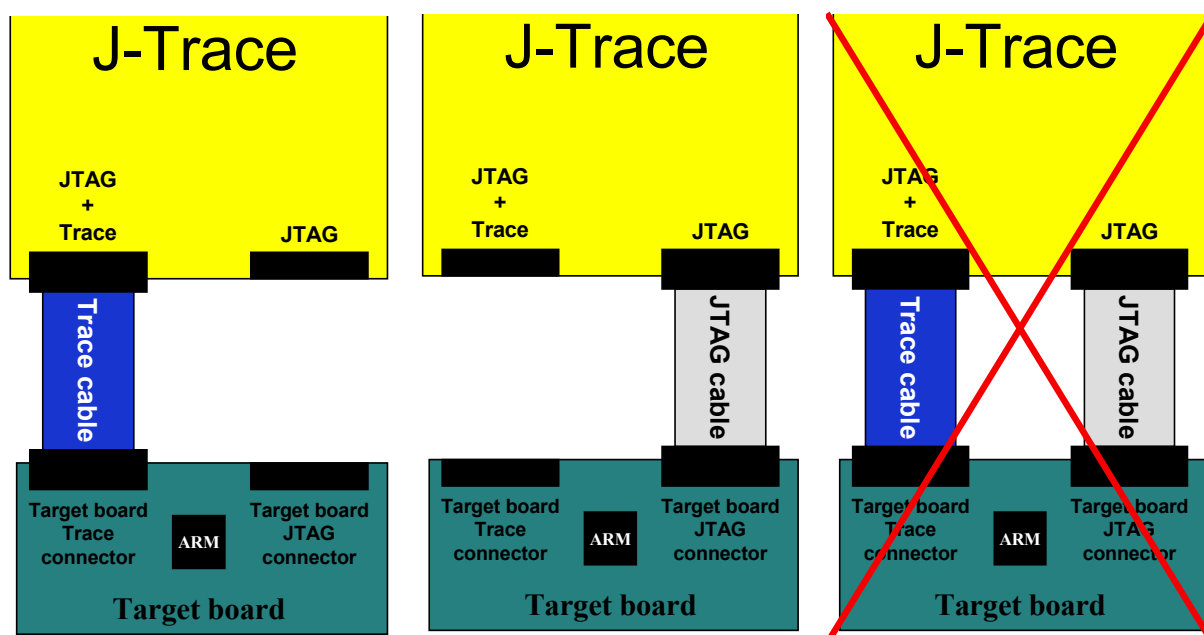 J-Trace
JTAG
+
Trace
JTAG
Trace cable
Target board
Trace
connector
ARM
Target board
JTAG
connector
Target board
J-Trace
JTAG
+
Trace
JTAG
JTAG cable
Target board
Trace
connector
ARM
Target board
JTAG
connector
Target board
J-Trace
JTAG
+
Trace
JTAG
Trace cable
JTAG cable
Target board
Trace
connector
ARM
Target board
JTAG
connector
Target board